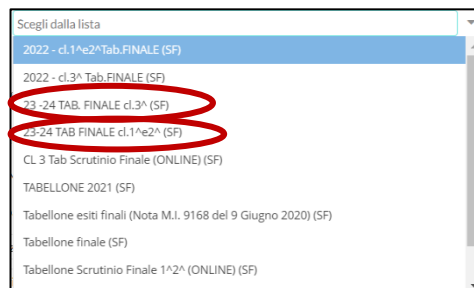 Scegli dalla lista
2022 - cl.1^e2^Tab.FINALE (SF)
2022 - cl.3^ Tab.FINALE (SF)
23 -24 TAB. FINALE cl.3^ (SF)
23-24 TAB FINALE cl.1^e2^ (SF)
CL 3 Tab Scrutinio Finale (ONLINE) (SF)
TABELLONE 2021 (SF)
Tabellone esiti finali (Nota M.I. 9168 del 9 Giugno 2020) (SF)
Tabellone finale (SF)
Tabellone Scrutinio Finale 1^2^ (ONLINE) (SF)